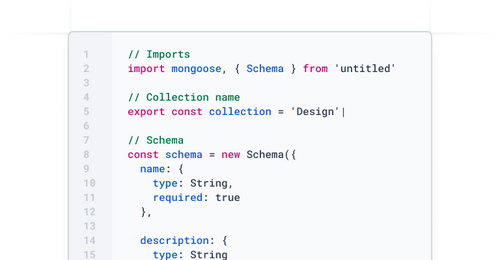 1 // Imports
2 import mongoose, { Schema } from 'untitled'
3
4 // Collection name
5 export const collection = 'Design'|
6
7 // Schema
8 const schema = new Schema({
9 name: {
10 type: String,
11 required: true
12 },
13
14 description: {
15 type: String